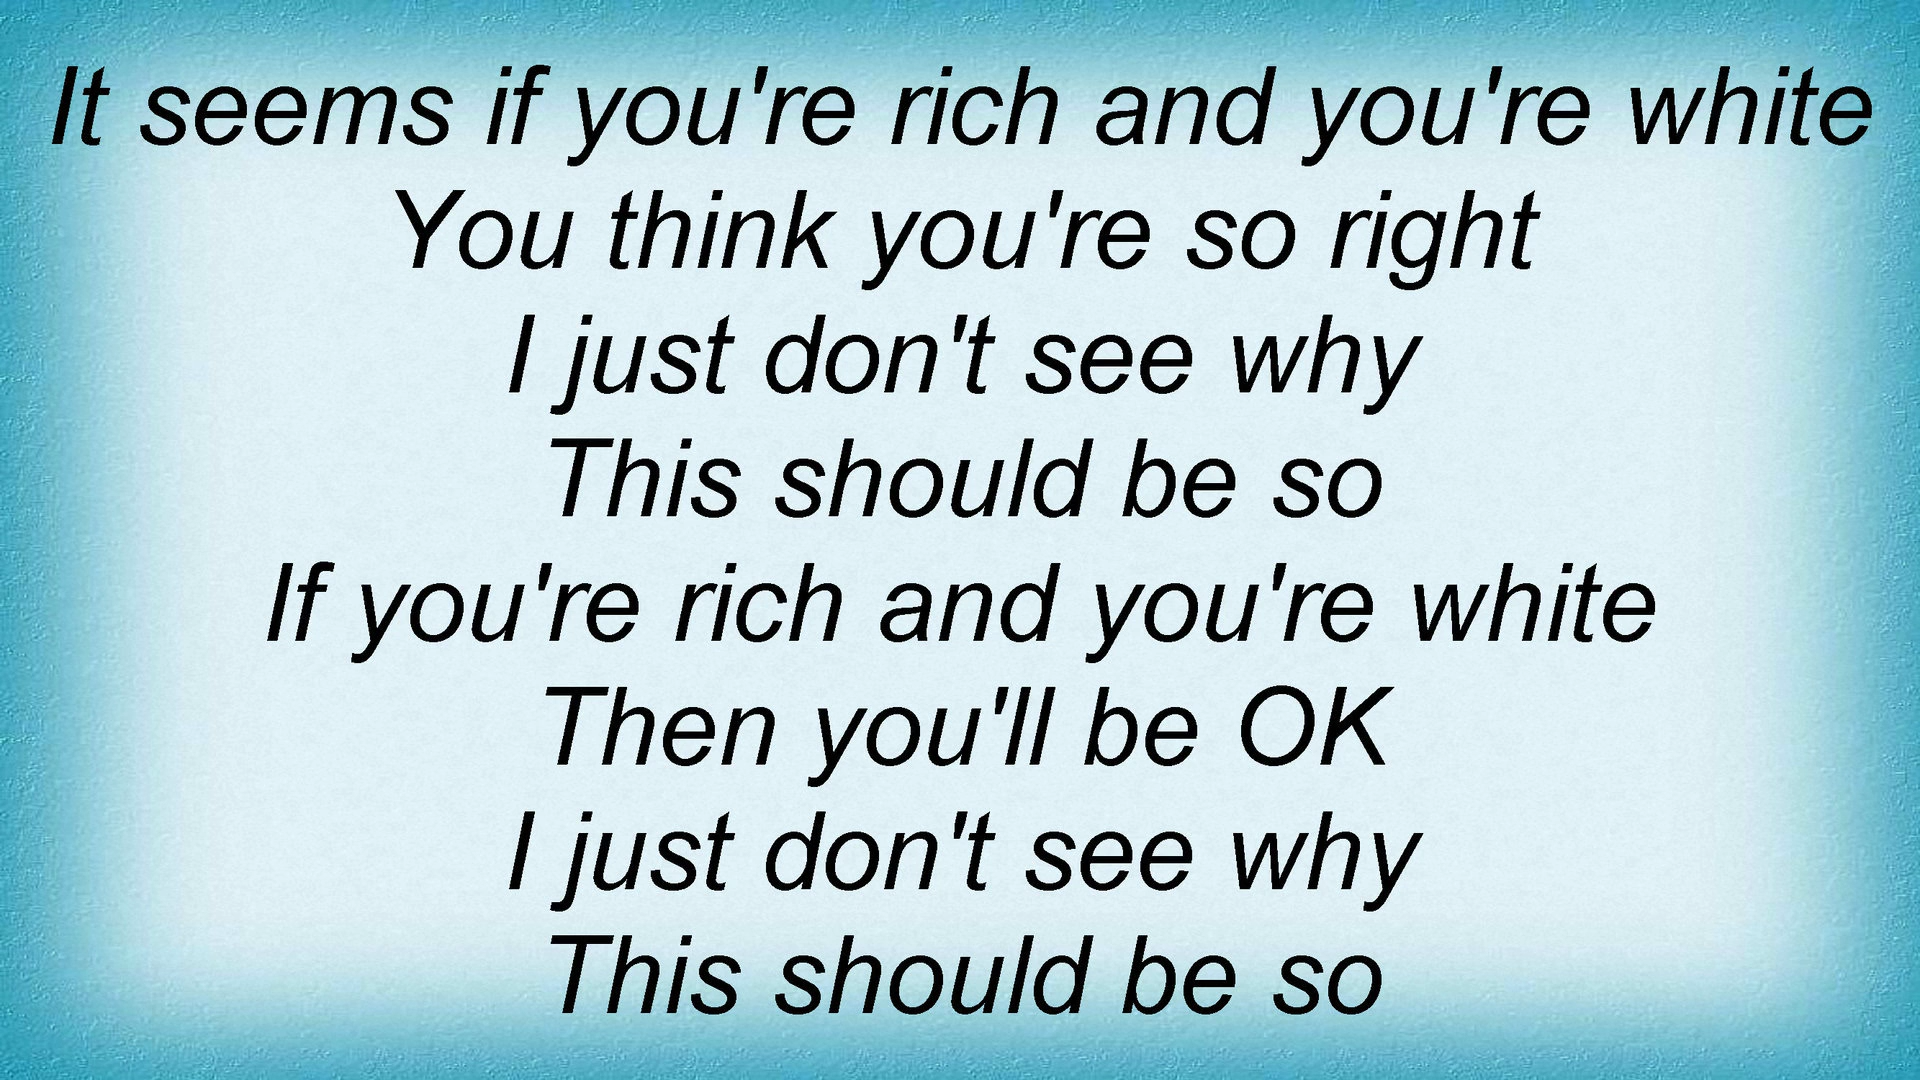 It seems if you're rich and you're white
You think you're so right
I just don't see why
This should be so
If you're rich and you're white
Then you'll be OK
I just don't see why
This should be so